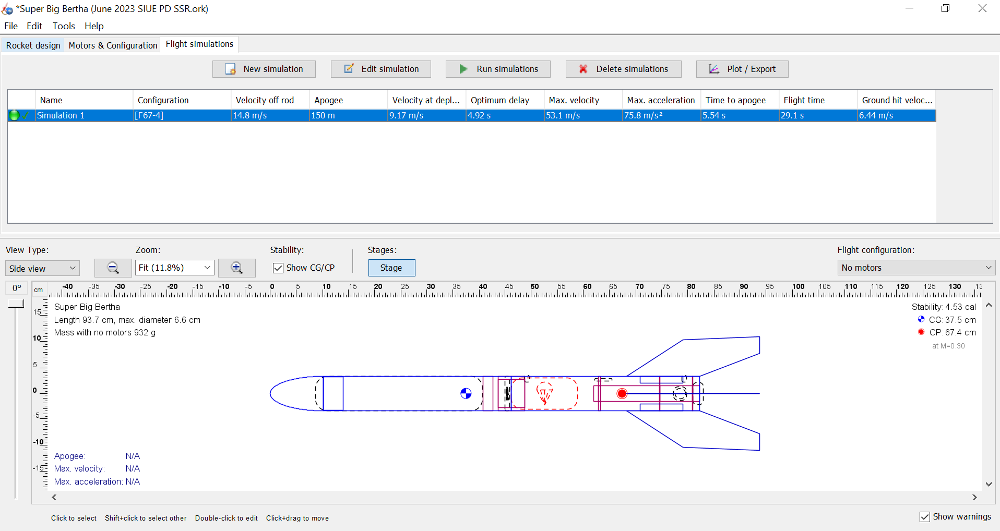 *Super Big Bertha (June 2023 SIUE PD SSR.ork)
File Edit Tools Help
Rocket design Motors & Configuration Flight simulations
New simulation Edit simulation Run simulations Delete simulations Plot / Export
Name Configuration Velocity off rod Apogee Velocity at depl... Optimum delay Max. velocity Max. acceleration Time to apogee Flight time Ground hit veloc...
Simulation 1 [F67-4] 14.8 m/s 150 m 9.17 m/s 4.92 s 53.1 m/s 75.8 m/s² 5.54 s 29.1 s 6.44 m/s
View Type: Zoom: Stability: Stages: Flight configuration:
Side view Fit (11.8%) Show CG/CP Stage No motors
0° cm -40 -35 -30 -25 -20 -15 -10 -5 0 5 10 15 20 25 30 35 40 45 50 55 60 65 70 75 80 85 90 95 100 105 110 115 120 125 130
Super Big Bertha Stability: 4.53 cal
15
Length 93.7 cm, max. diameter 6.6 cm CG: 37.5 cm
Mass with no motors 932 g CP: 67.4 cm
10
at M=0.30
5
0
-5
-10
Apogee: N/A
Max. velocity: N/A
-15
Max. acceleration: N/A
Click to select Shift+click to select other Double-click to edit Click+drag to move Show warnings